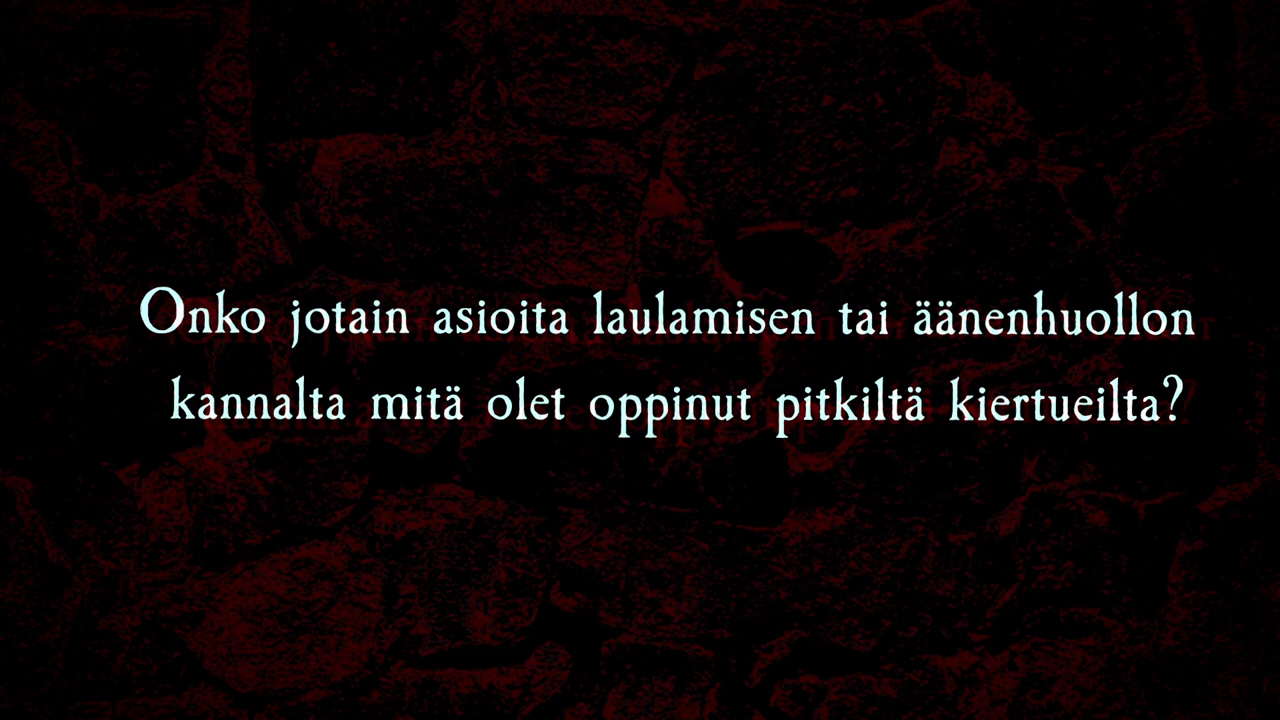 Onko jotain asioita laulamisen tai äänenhuollon
kannalta mitä olet oppinut pitkiltä kiertueilta?